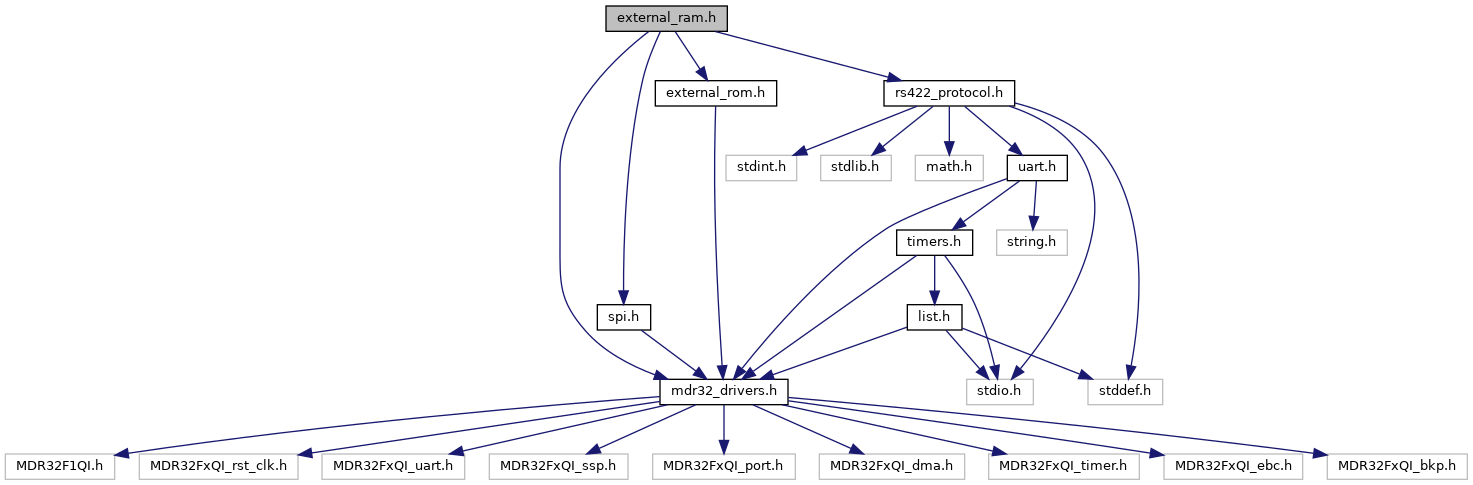 external_ram.h
external_rom.h
rs422_protocol.h
stdint.h
stdlib.h
math.h
uart.h
timers.h
string.h
spi.h
list.h
mdr32_drivers.h
stdio.h
stddef.h
MDR32F1QI.h
MDR32FxQI_rst_clk.h
MDR32FxQI_uart.h
MDR32FxQI_ssp.h
MDR32FxQI_port.h
MDR32FxQI_dma.h
MDR32FxQI_timer.h
MDR32FxQI_ebc.h
MDR32FxQI_bkp.h